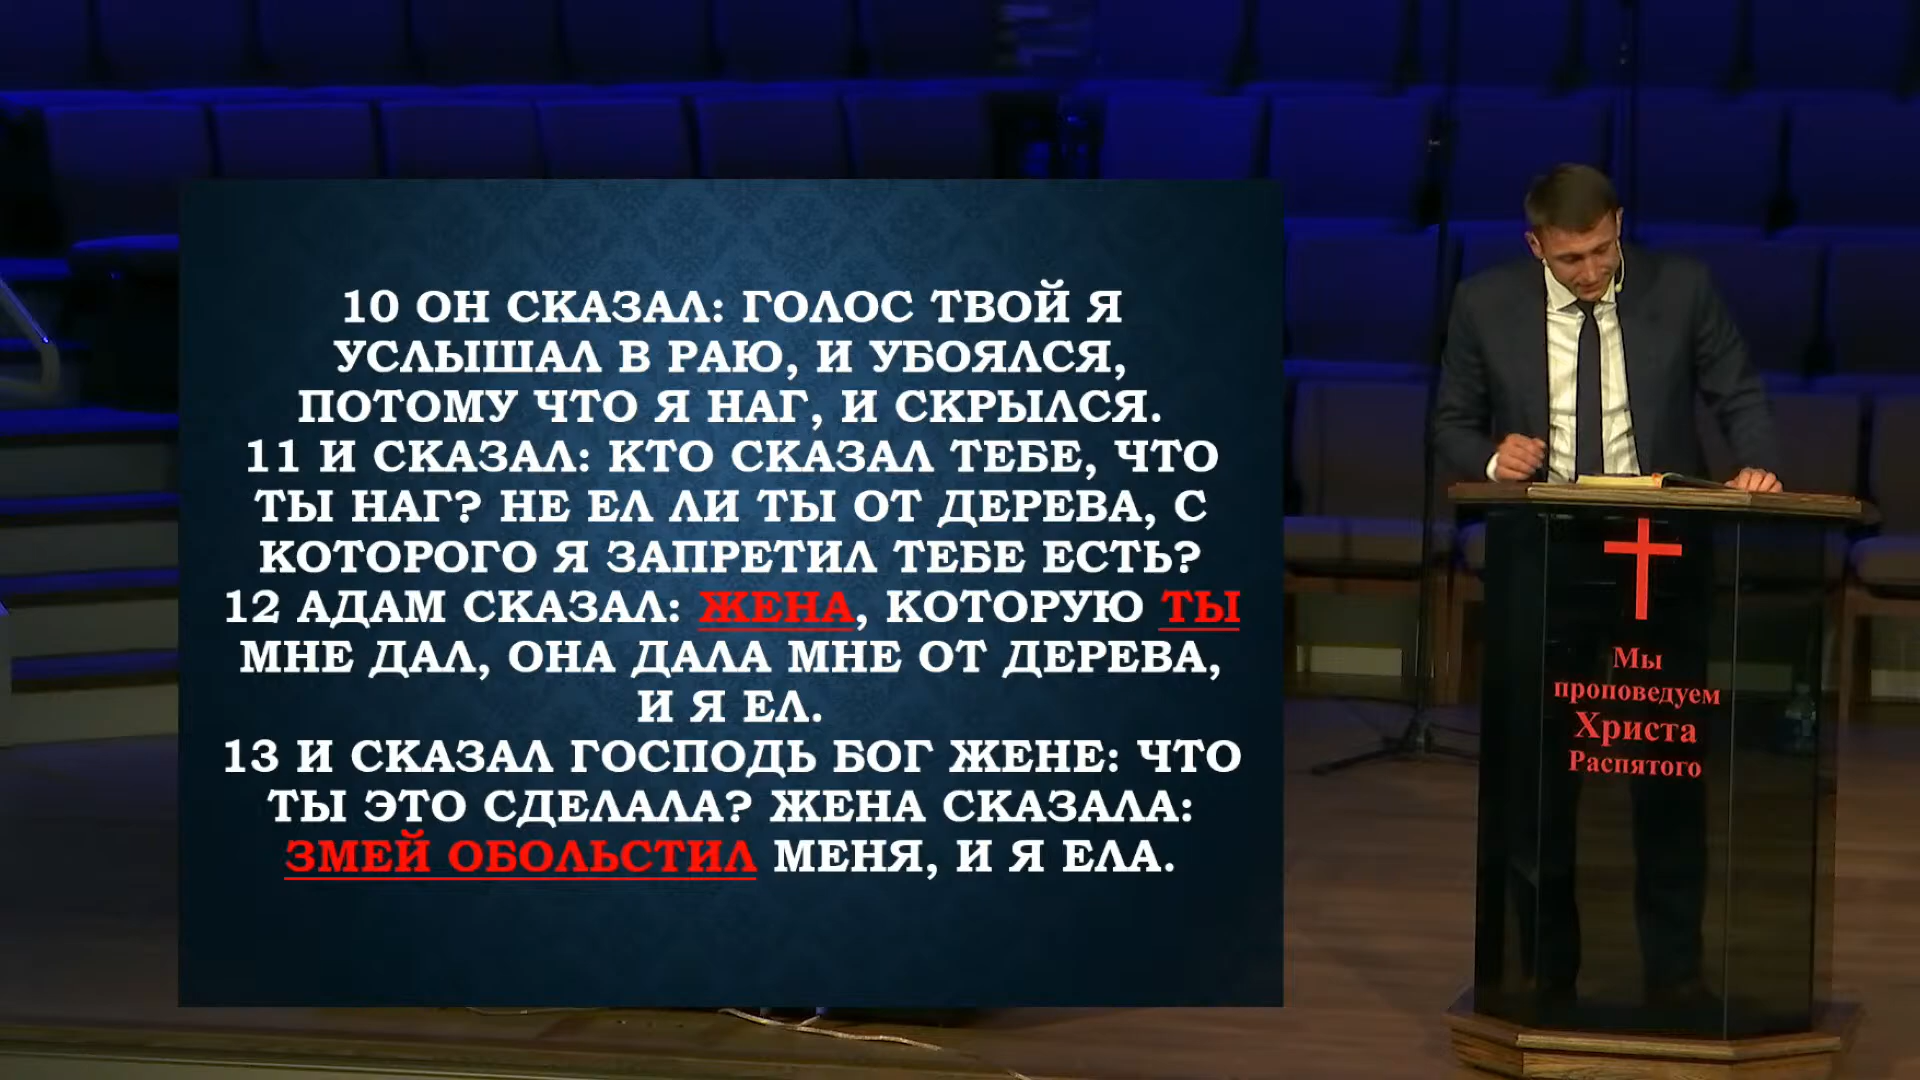 10 ОН СКАЗАЛ: ГОЛОС ТВОЙ Я
УСЛЫШАЛ В РАЮ, И УБОЯЛСЯ,
ПОТОМУ ЧТО Я НАГ, И СКРЫЛСЯ.
11 И СКАЗАЛ: КТО СКАЗАЛ ТЕБЕ, ЧТО
ТЫ НАГ? НЕ ЕЛ ЛИ ТЫ ОТ ДЕРЕВА, С
КОТОРОГО Я ЗАПРЕТИЛ ТЕБЕ ЕСТЬ?
12 АДАМ СКАЗАЛ: ЖЕНА, КОТОРУЮ ТЫ
МНЕ ДАЛ, ОНА ДАЛА МНЕ ОТ ДЕРЕВА,
И Я ЕЛ.
13 И СКАЗАЛ ГОСПОДЬ БОГ ЖЕНЕ: ЧТО
ТЫ ЭТО СДЕЛАЛА? ЖЕНА СКАЗАЛА:
ЗМЕЙ ОБОЛЬСТИЛ МЕНЯ, И Я ЕЛА.
Мы
проповедуем
Христа
Распятого